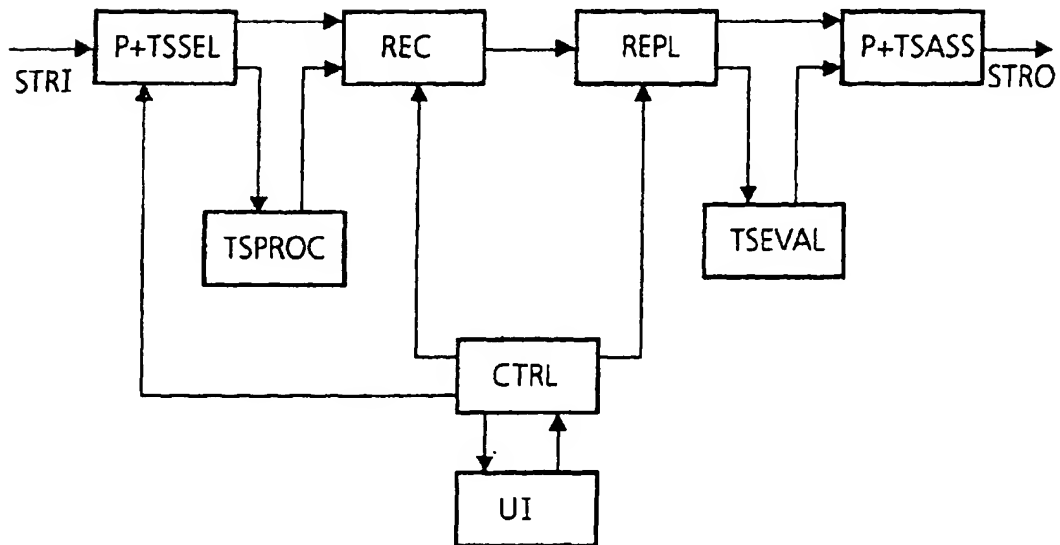 P+TSSEL
REC
REPL
P+TSASS
STRI
STRO
TSPROC
TSEVAL
CTRL
UI